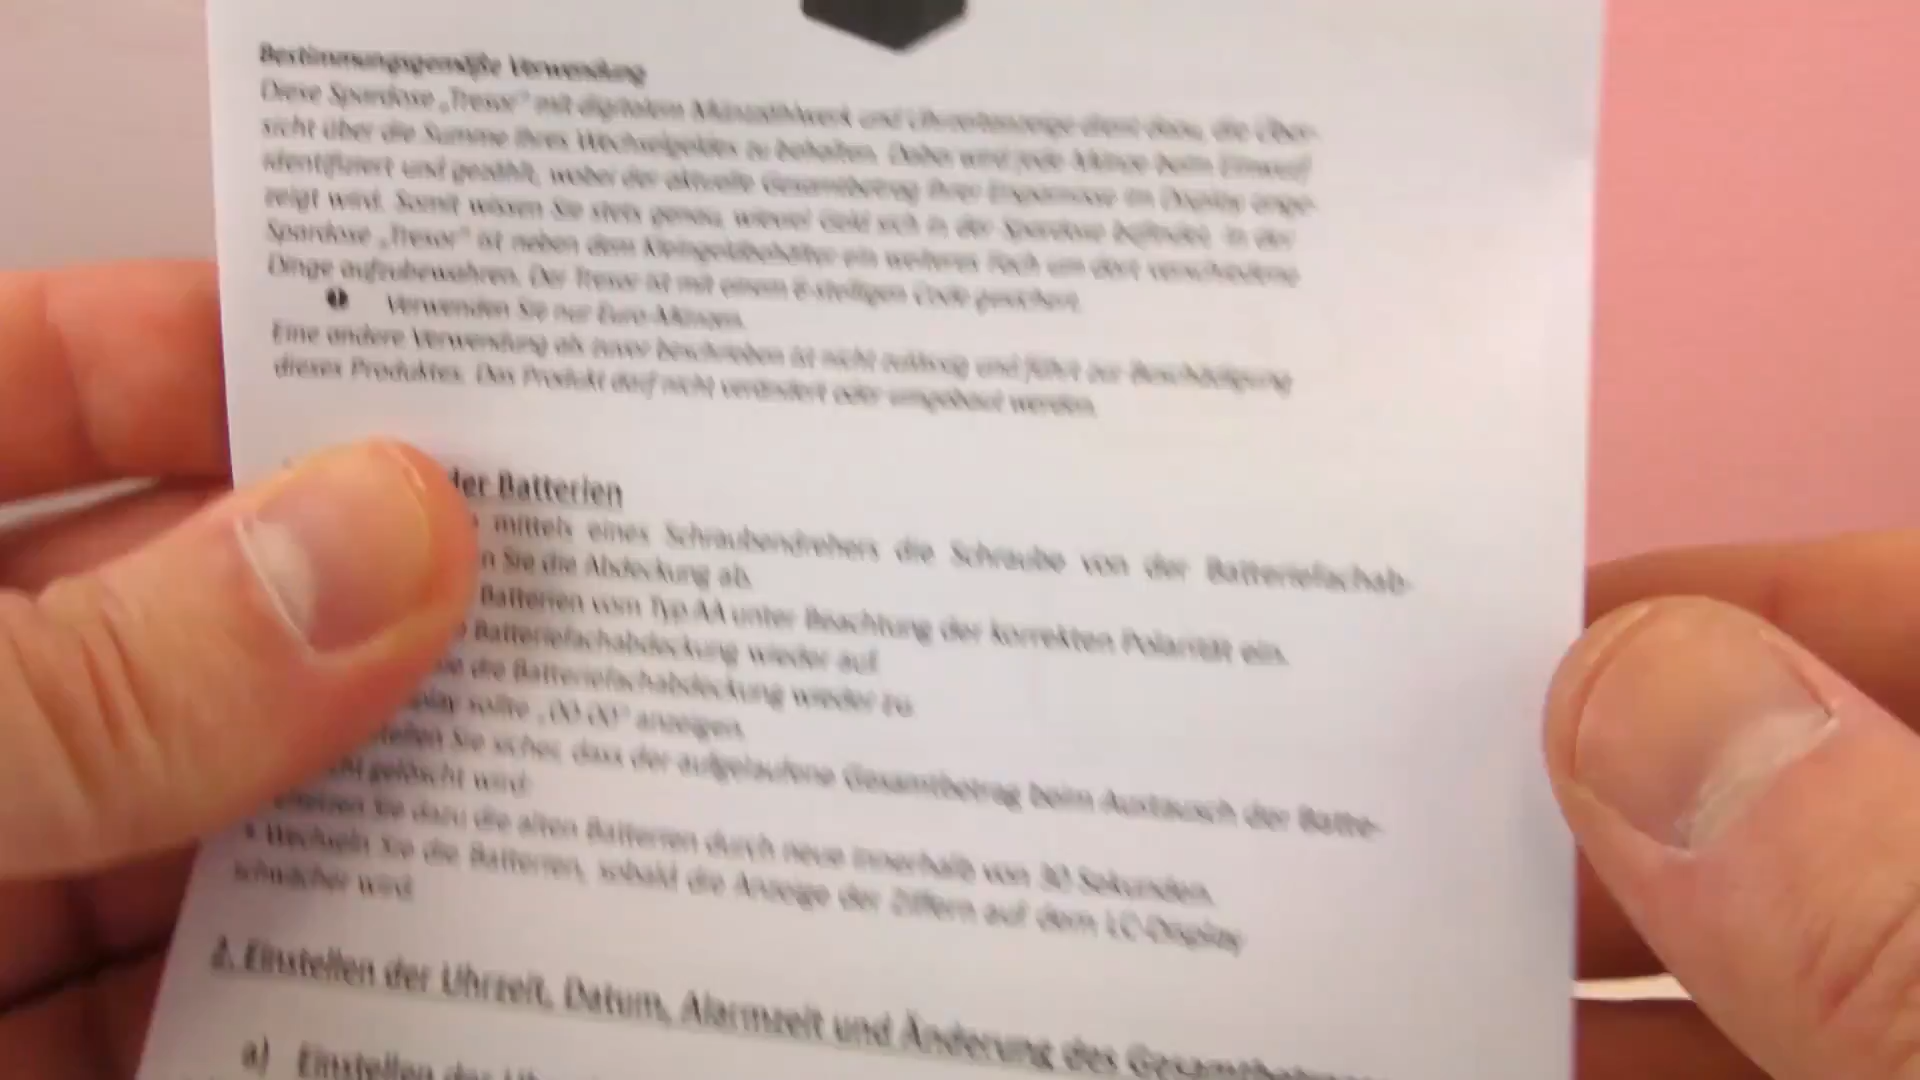 Bestimmungsgemäße Verwendung
Diese Spardose „Tresor“ mit digitalem Münzzählwerk und Uhrzeitanzeige dient dazu, die Über-
sicht über die Summe Ihres Wechselgeldes zu behalten. Dabei wird jede Münze beim Einwurf
identifiziert und gezählt, wobei der aktuelle Gesamtbetrag Ihrer Ersparnisse im Display ange-
zeigt wird. Somit wissen Sie stets genau, wieviel Geld sich in der Spardose befindet. In der
Spardose „Tresor“ ist neben dem Kleingeldbehälter ein weiteres Fach um dort verschiedene
Dinge aufzubewahren. Der Tresor ist mit einem stelligen Code gesichert.
Verwenden Sie nur Euro-Münzen.
Eine andere Verwendung als zuvor beschrieben ist nicht zulässig und führt zur Beschädigung
dieses Produktes. Das Produkt darf nicht verändert oder umgebaut werden.
der Batterien
mittels eines Schraubendrehers die Schraube von der Batteriefachab-
n Sie die Abdeckung ab.
Batterien vom Typ AA unter Beachtung der korrekten Polarität ein.
Batteriefachabdeckung wieder auf.
die Batteriefachabdeckung wieder zu.
play sollte „00:00“ anzeigen.
tellen Sie sicher, dass der aufgelaufene Gesamtbetrag beim Austausch der Batte-
cht gelöscht wird:
etzen Sie dazu die alten Batterien durch neue innerhalb von 30 Sekunden.
• Wechseln Sie die Batterien, sobald die Anzeige der Ziffern auf dem LC-Display
schwächer wird.
2. Einstellen der Uhrzeit, Datum, Alarmzeit und Änderung des
a) Einstellen der